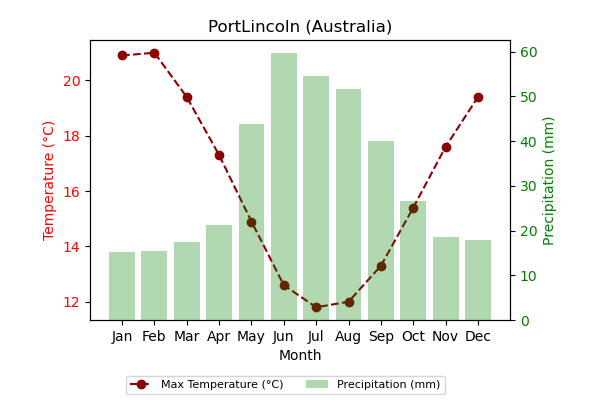 PortLincoln (Australia)
Temperature (°C)
20
18
16
14
12
60
50
40
30
20
10
0
Precipitation (mm)
Jan Feb Mar Apr May Jun Jul Aug Sep Oct Nov Dec
Month
Max Temperature (°C) Precipitation (mm)